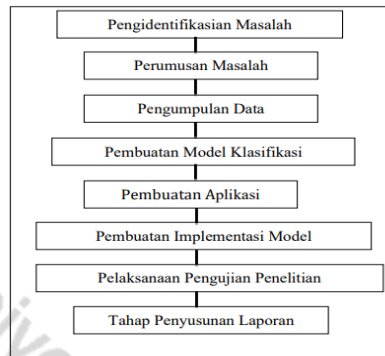 Pengidentifikasian Masalah
Perumusan Masalah
Pengumpulan Data
Pembuatan Model Klasifikasi
Pembuatan Aplikasi
Pembuatan Implementasi Model
Pelaksanaan Pengujian Penelitian
Tahap Penyusunan Laporan